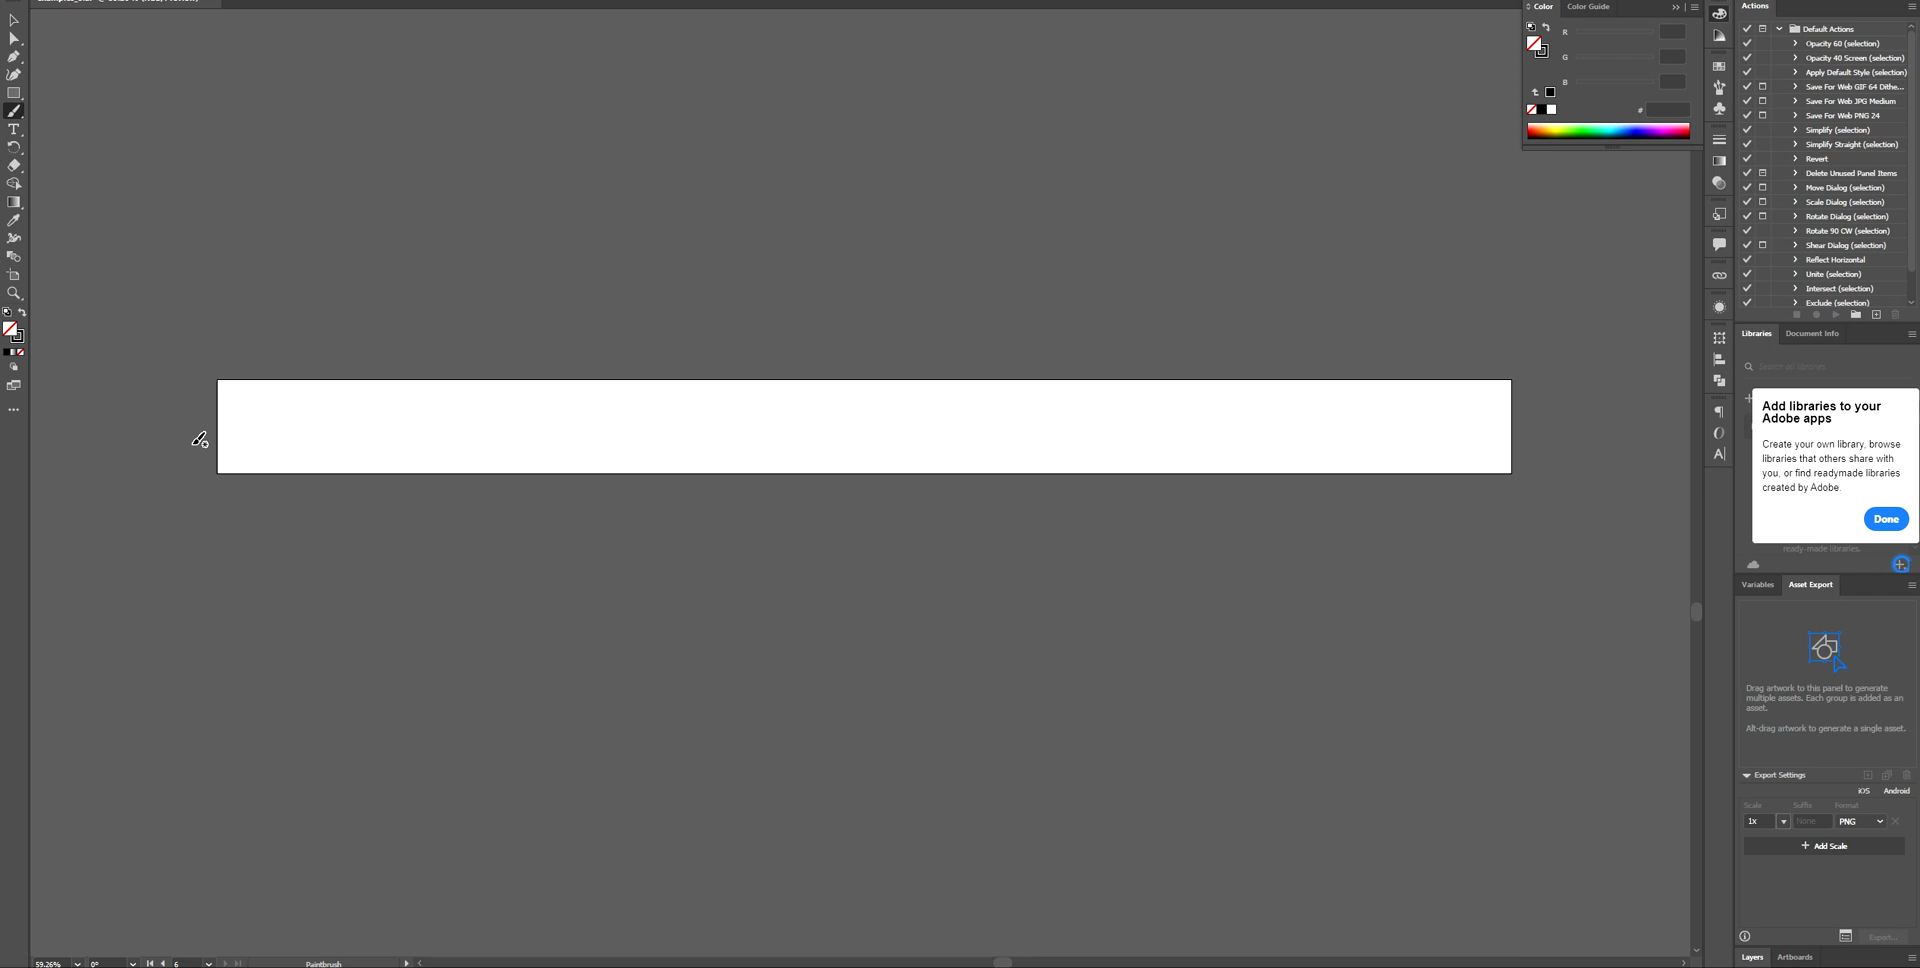 Color
Color Guide
R
G
B
#
Actions
Default Actions
Opacity 60 (selection)
Opacity 40 Screen (selection)
Apply Default Style (selection)
Save For Web GIF 64 Dithe...
Save For Web JPG Medium
Save For Web PNG 24
Simplify (selection)
Simplify Straight (selection)
Revert
Delete Unused Panel Items
Move Dialog (selection)
Scale Dialog (selection)
Rotate Dialog (selection)
Rotate 90 CW (selection)
Shear Dialog (selection)
Reflect Horizontal
Unite (selection)
Intersect (selection)
Exclude (selection)
Libraries
Document Info
Search all libraries
Add libraries to your
Adobe apps
Create your own library, browse
libraries that others share with
you, or find readymade libraries
created by Adobe.
Done
ready-made libraries.
Variables
Asset Export
Drag artwork to this panel to generate
multiple assets. Each group is added as an
asset.
Alt-drag artwork to generate a single asset.
Export Settings
iOS
Android
Scale
Suffix
Format
1x
None
PNG
+ Add Scale
Export...
Layers
Artboards
59.26%
0°
6
Paintbrush